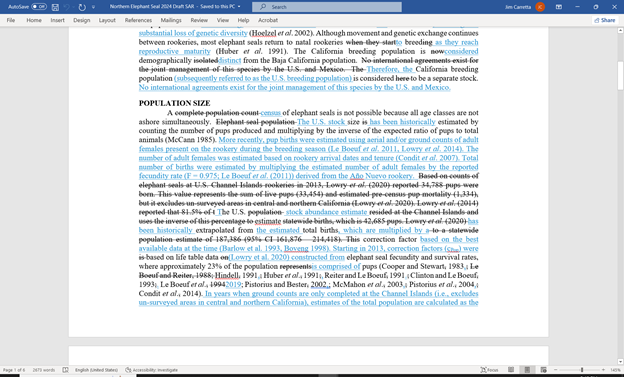 AutoSave Off Northern Elephant Seal 2024 Draft SAR - Saved to this PC Search Jim Carretta JC
File Home Insert Design Layout References Mailings Review View Help Acrobat Share
substantial loss of genetic diversity (Hoelzel et al. 2002). Although movement and genetic exchange continues
between rookeries, most elephant seals return to natal rookeries when they startto breeding as they reach
reproductive maturity (Huber et al. 1991). The California breeding population is nowconsidered
demographically isolateddistinct from the Baja California population. No international agreements exist for
the joint management of this species by the U.S. and Mexico. The Therefore, the California breeding
population (subsequently referred to as the U.S. breeding population) is considered here to be a separate stock.
No international agreements exist for the joint management of this species by the U.S. and Mexico.
POPULATION SIZE
A complete population count census of elephant seals is not possible because all age classes are not
ashore simultaneously. Elephant seal population The U.S. stock size is has been historically estimated by
counting the number of pups produced and multiplying by the inverse of the expected ratio of pups to total
animals (McCann 1985). More recently, pup births were estimated using aerial and/or ground counts of adult
females present on the rookery during the breeding season (Le Boeuf et al. 2011, Lowry et al. 2014). The
number of adult females was estimated based on rookery arrival dates and tenure (Condit et al. 2007). Total
number of births were estimated by multiplying the estimated number of adult females by the reported
fecundity rate (F = 0.975; Le Boeuf et al. (2011)) derived from the Año Nuevo rookery. Based on counts of
elephant seals at U.S. Channel Islands rookeries in 2013, Lowry et al. (2020) reported 34,788 pups were
born. This value represents the sum of live pups (33,454) and estimated pre-census pup mortality (1,334),
but it excludes un-surveyed areas in central and northern California (Lowry et al. 2020). Lowry et al. (2014)
reported that 81.5% of t The U.S. population stock abundance estimate resided at the Channel Islands and
uses the inverse of this percentage to estimate statewide births, which is 42,685 pups. Lowry et al. (2020) has
been historically extrapolated from the estimated total births, which are multiplied by a to a statewide
population estimate of 187,386 (95% CI 161,876 - 214,418). This correction factor based on the best
available data at the time (Barlow et al. 1993, Boveng 1998). Starting in 2013, correction factors were
is based on life table data on(Lowry et al. 2020) constructed from elephant seal fecundity and survival rates,
where approximately 23% of the population representsis comprised of pups (Cooper and Stewart, 1983,; Le
Boeuf and Reiter, 1988; Hindell, 1991,; Huber et al., 1991;, Reiter and Le Boeuf, 1991,; Clinton and Le Boeuf,
1993;, Le Boeuf et al., 19942019; Pistorius and Bester, 2002,; McMahon et al., 2003,; Pistorius et al., 2004,;
Condit et al., 2014). In years when ground counts are only completed at the Channel Islands (i.e., excludes
un-surveyed areas in central and northern California), estimates of the total population are calculated as the
Page 1 of 6 2873 words English (United States) Accessibility: Investigate Focus 145%